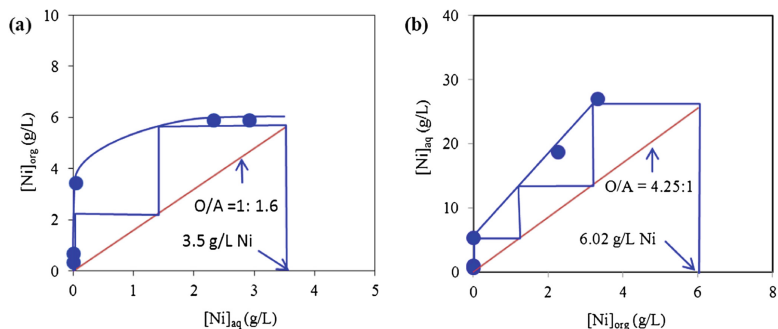 (a)
10
8
6
4
2
0
[Ni]org (g/L)
O/A =1: 1.6
3.5 g/L Ni
0 1 2 3 4 5
[Ni]aq (g/L)
(b)
40
30
20
10
0
[Ni]aq (g/L)
O/A = 4.25:1
6.02 g/L Ni
0 2 4 6 8
[Ni]org (g/L)